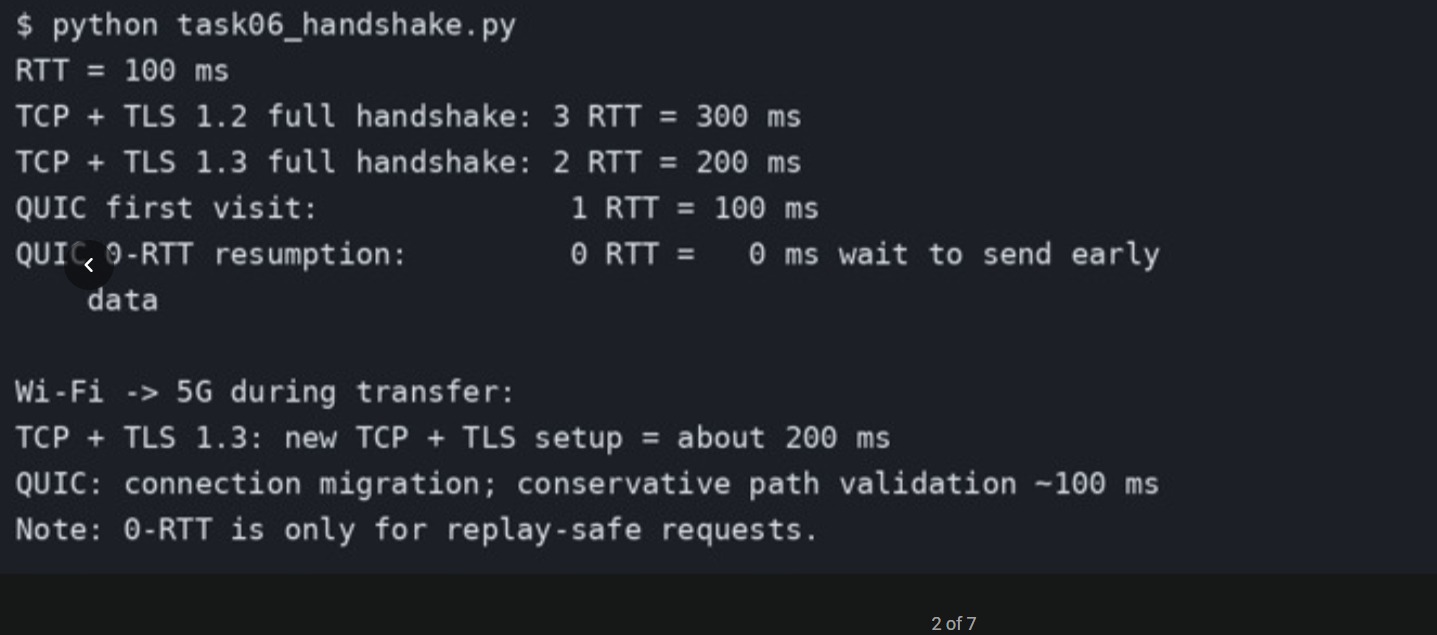 $ python task06_handshake.py
RTT = 100 ms
TCP + TLS 1.2 full handshake: 3 RTT = 300 ms
TCP + TLS 1.3 full handshake: 2 RTT = 200 ms
QUIC first visit:              1 RTT = 100 ms
QUIC 0-RTT resumption:         0 RTT =   0 ms wait to send early
    data

Wi-Fi -> 5G during transfer:
TCP + TLS 1.3: new TCP + TLS setup = about 200 ms
QUIC: connection migration; conservative path validation ~100 ms
Note: 0-RTT is only for replay-safe requests.
2 of 7